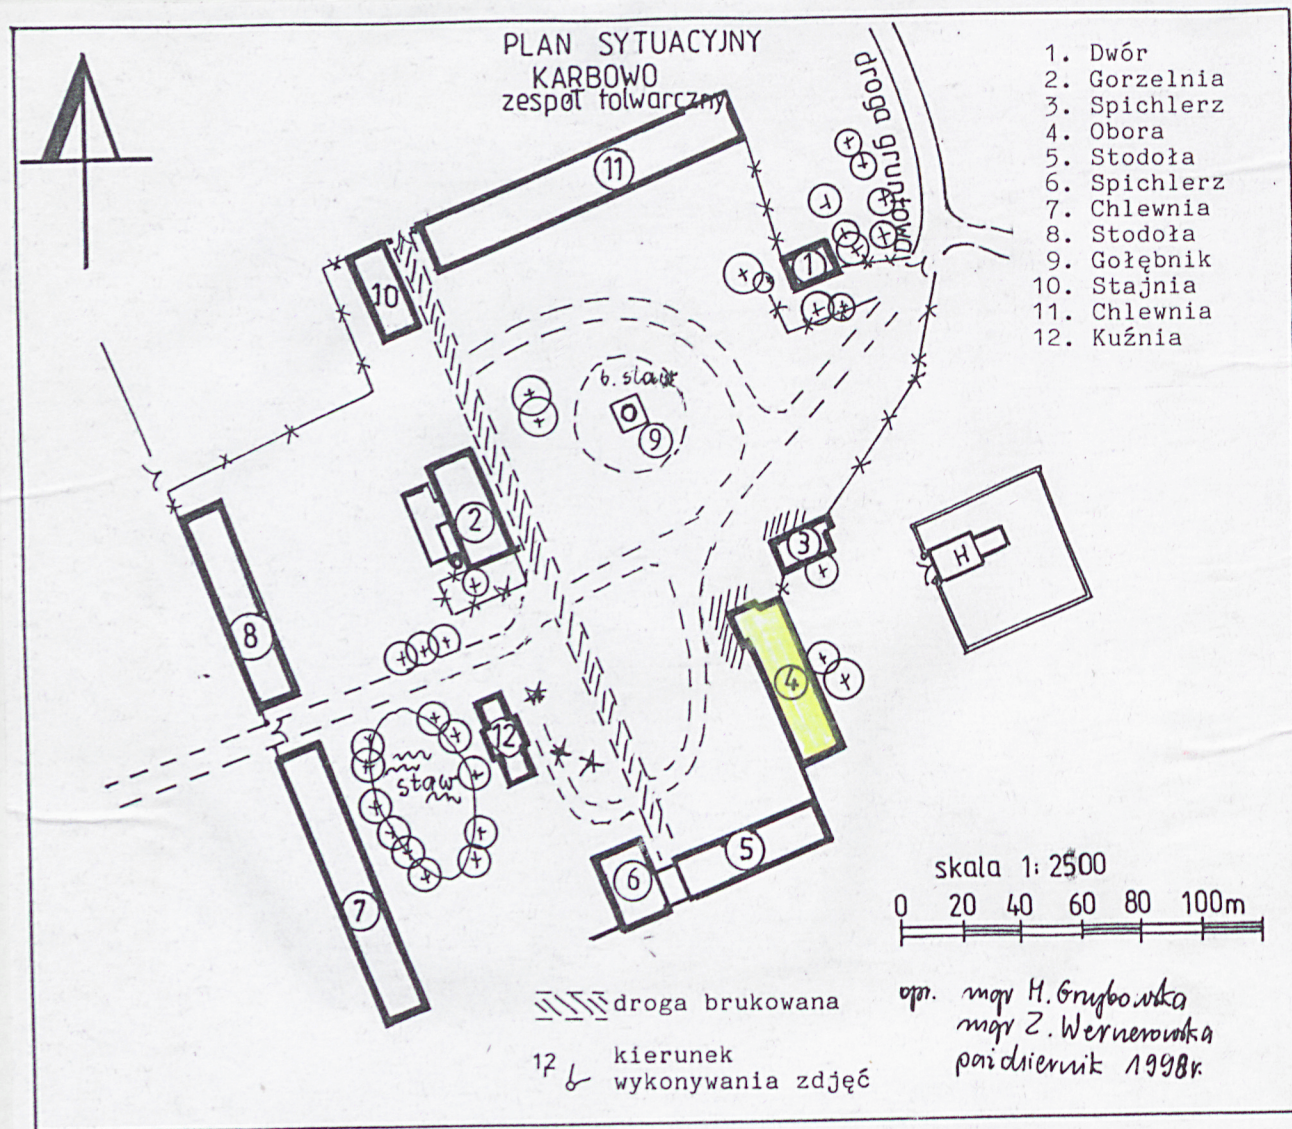 PLAN SYTUACYJNY
KARBOWO
zespół folwarczny
1. Dwór
2. Gorzelnia
3. Spichlerz
4. Obora
5. Stodoła
6. Spichlerz
7. Chlewnia
8. Stodoła
9. Gołębnik
10. Stajnia
11. Chlewnia
12. Kuźnia
droga gruntowa
11
1
10
b. staw
9
2
3
H
8
4
12
staw
5
6
7
skala 1:2500
0 20 40 60 80 100m
droga brukowana
12 kierunek
wykonywania zdjęć
opr. mgr H. Grybowska
mgr Z. Wernerowska
październik 1998r.